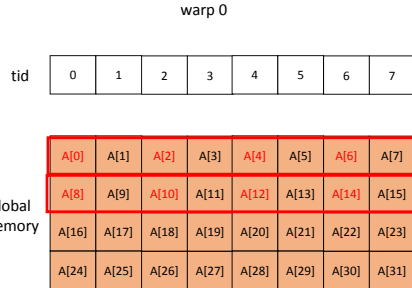 warp 0
tid 0 1 2 3 4 5 6 7
A[0] A[1] A[2] A[3] A[4] A[5] A[6] A[7]
A[8] A[9] A[10] A[11] A[12] A[13] A[14] A[15]
lobal
emory
A[16] A[17] A[18] A[19] A[20] A[21] A[22] A[23]
A[24] A[25] A[26] A[27] A[28] A[29] A[30] A[31]